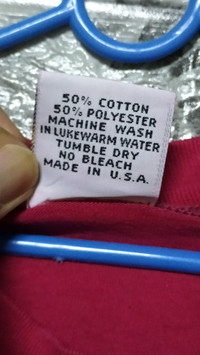 50% COTTON
50% POLYESTER
MACHINE WASH
IN LUKEWARM WATER
TUMBLE DRY
NO BLEACH
MADE IN U.S.A.